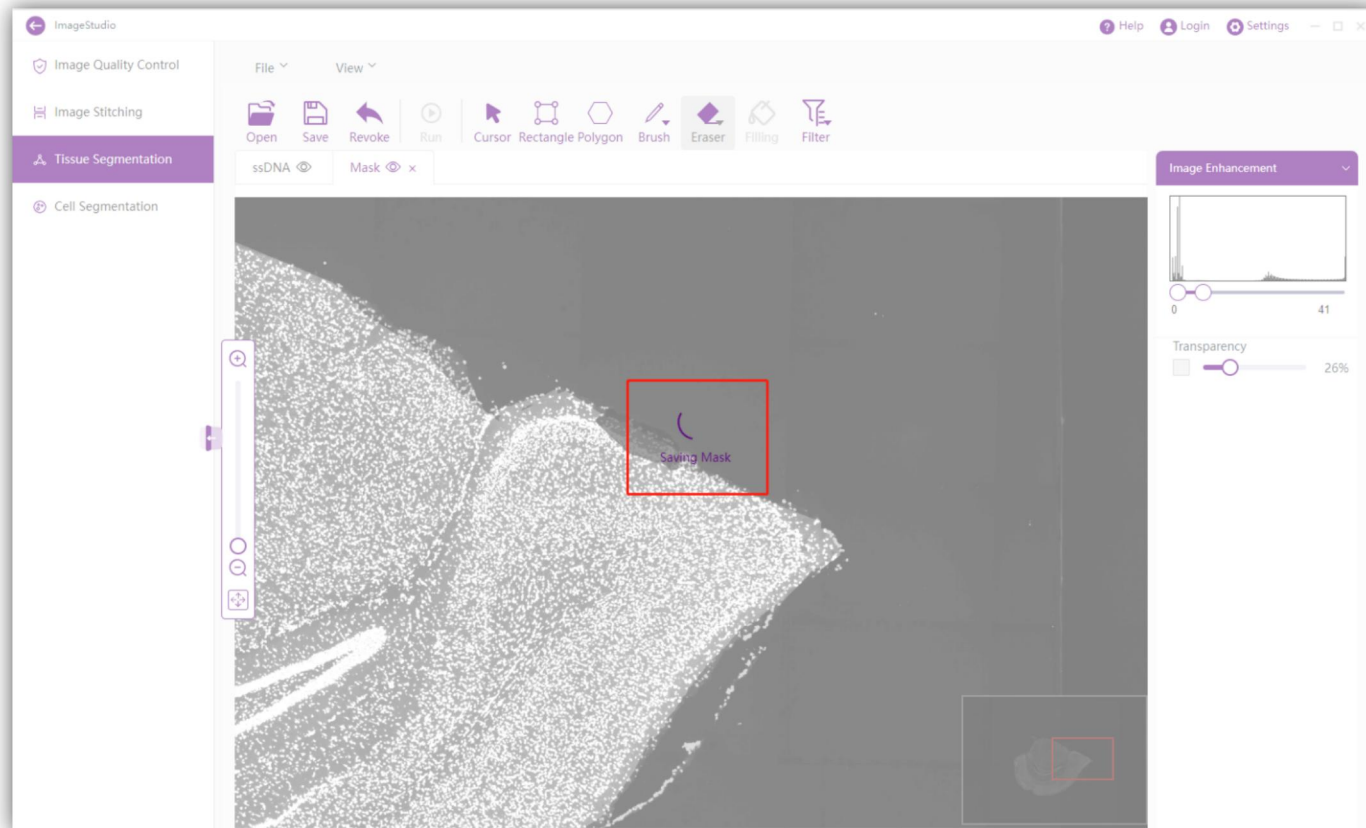 ImageStudio
Help Login Settings
Image Quality Control
Image Stitching
Tissue Segmentation
Cell Segmentation
File View
Open Save Revoke Run Cursor Rectangle Polygon Brush Eraser Filling Filter
ssDNA Mask ×
Image Enhancement
0 41
Transparency
26%
Saving Mask